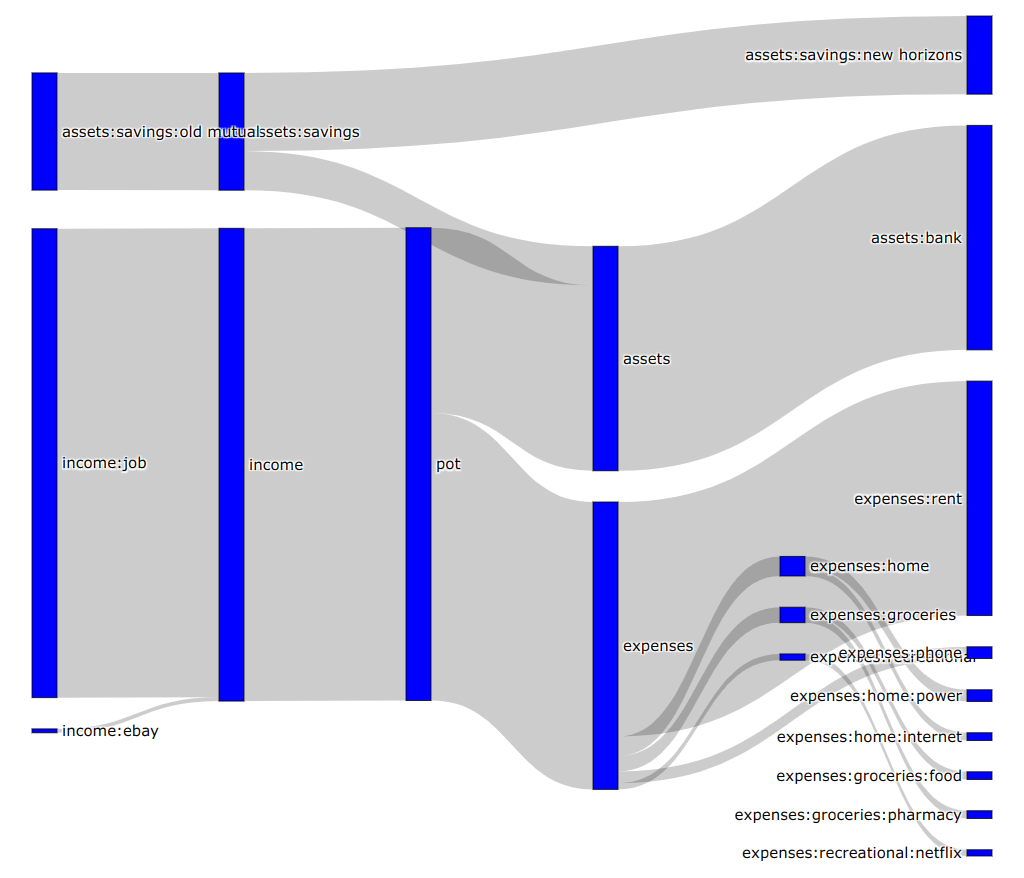 assets:savings:new horizons
assets:savings:old mutual
assets:savings
assets:bank
assets
income:job
income
pot
expenses:rent
expenses:home
expenses:groceries
expenses
expenses:phone
expenses:recreational
expenses:home:power
income:ebay
expenses:home:internet
expenses:groceries:food
expenses:groceries:pharmacy
expenses:recreational:netflix